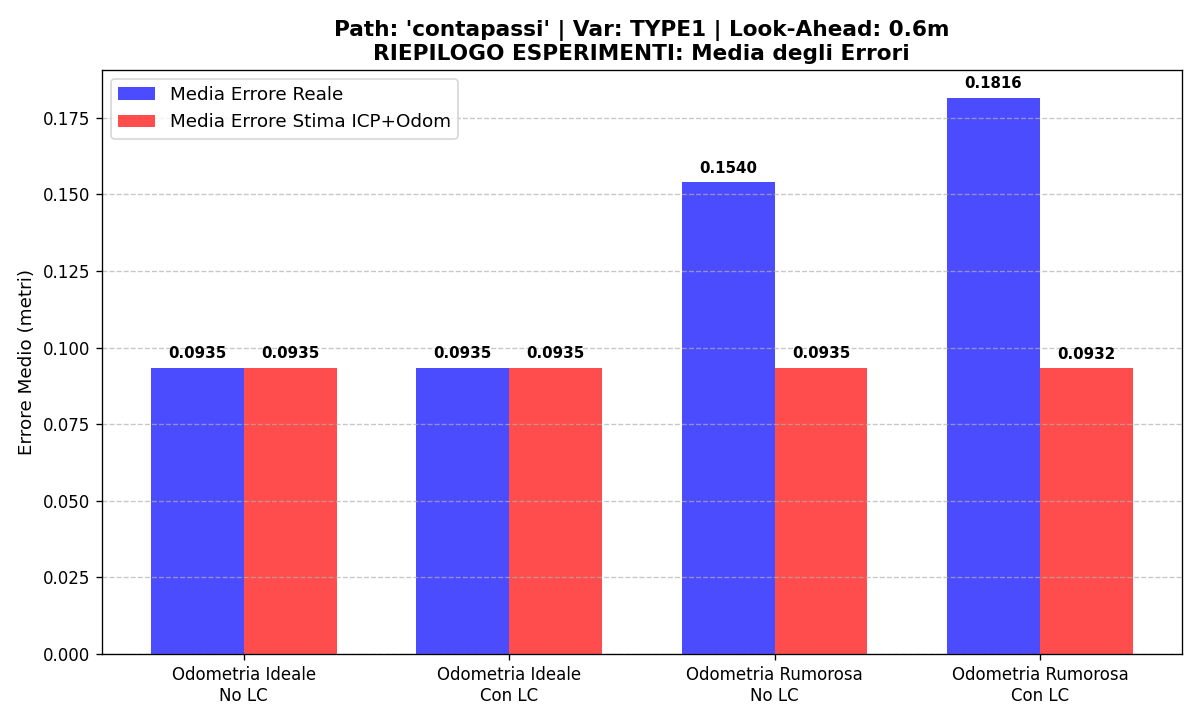 Path: 'contapassi' | Var: TYPE1 | Look-Ahead: 0.6m
RIEPILOGO ESPERIMENTI: Media degli Errori
Media Errore Reale
Media Errore Stima ICP+Odom
Errore Medio (metri)
0.175
0.150
0.125
0.100
0.075
0.050
0.025
0.000
0.0935
0.0935
0.0935
0.0935
0.1540
0.0935
0.1816
0.0932
Odometria Ideale
No LC
Odometria Ideale
Con LC
Odometria Rumorosa
No LC
Odometria Rumorosa
Con LC